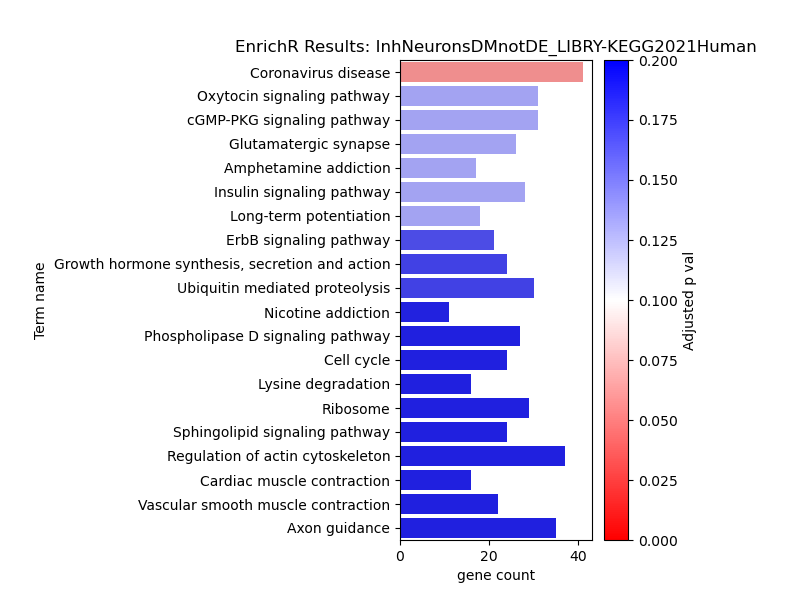 EnrichR Results: InhNeuronsDMnotDE_LIBRY-KEGG2021Human
Coronavirus disease
Oxytocin signaling pathway
cGMP-PKG signaling pathway
Glutamatergic synapse
Amphetamine addiction
Insulin signaling pathway
Long-term potentiation
ErbB signaling pathway
Growth hormone synthesis, secretion and action
Ubiquitin mediated proteolysis
Nicotine addiction
Phospholipase D signaling pathway
Cell cycle
Lysine degradation
Ribosome
Sphingolipid signaling pathway
Regulation of actin cytoskeleton
Cardiac muscle contraction
Vascular smooth muscle contraction
Axon guidance
Term name
0 20 40
gene count
0.200
0.175
0.150
0.125
0.100
0.075
0.050
0.025
0.000
Adjusted p val